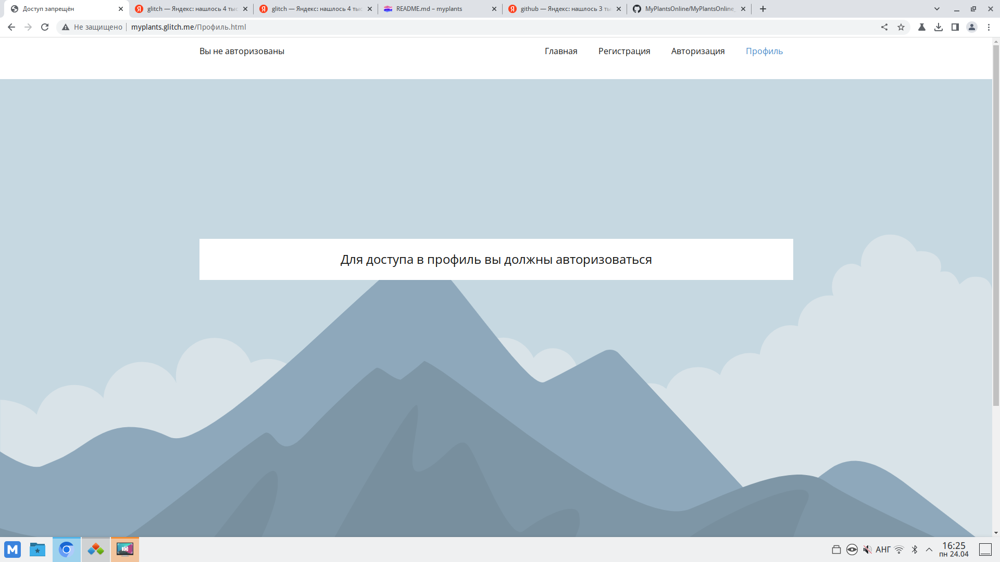 Доступ запрещён
glitch — Яндекс: нашлось 4 тыс
glitch — Яндекс: нашлось 4 тыс
README.md – myplants
github — Яндекс: нашлось 3 ты
MyPlantsOnline/MyPlantsOnline_
Не защищено
myplants.glitch.me/Профиль.html
Вы не авторизованы
Главная
Регистрация
Авторизация
Профиль
Для доступа в профиль вы должны авторизоваться
АНГ
16:25
пн 24.04